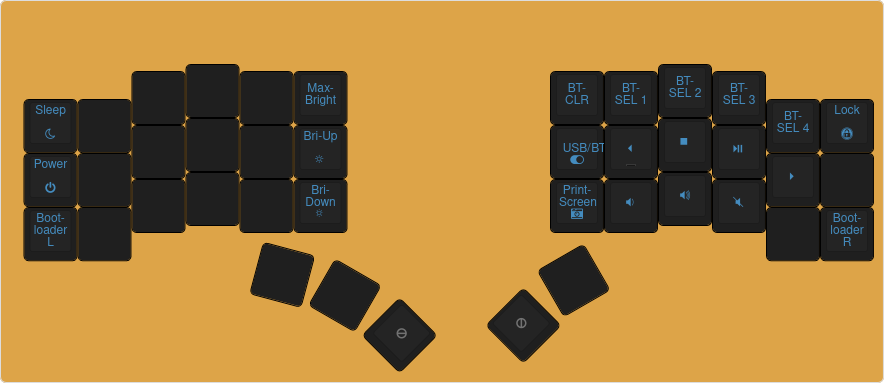 Sleep
Power
Boot-
loader
L
Max-
Bright
Bri-Up
Bri-
Down
BT-
CLR
BT-
SEL 1
BT-
SEL 2
BT-
SEL 3
BT-
SEL 4
Lock
USB/BT
Print-
Screen
Boot-
loader
R